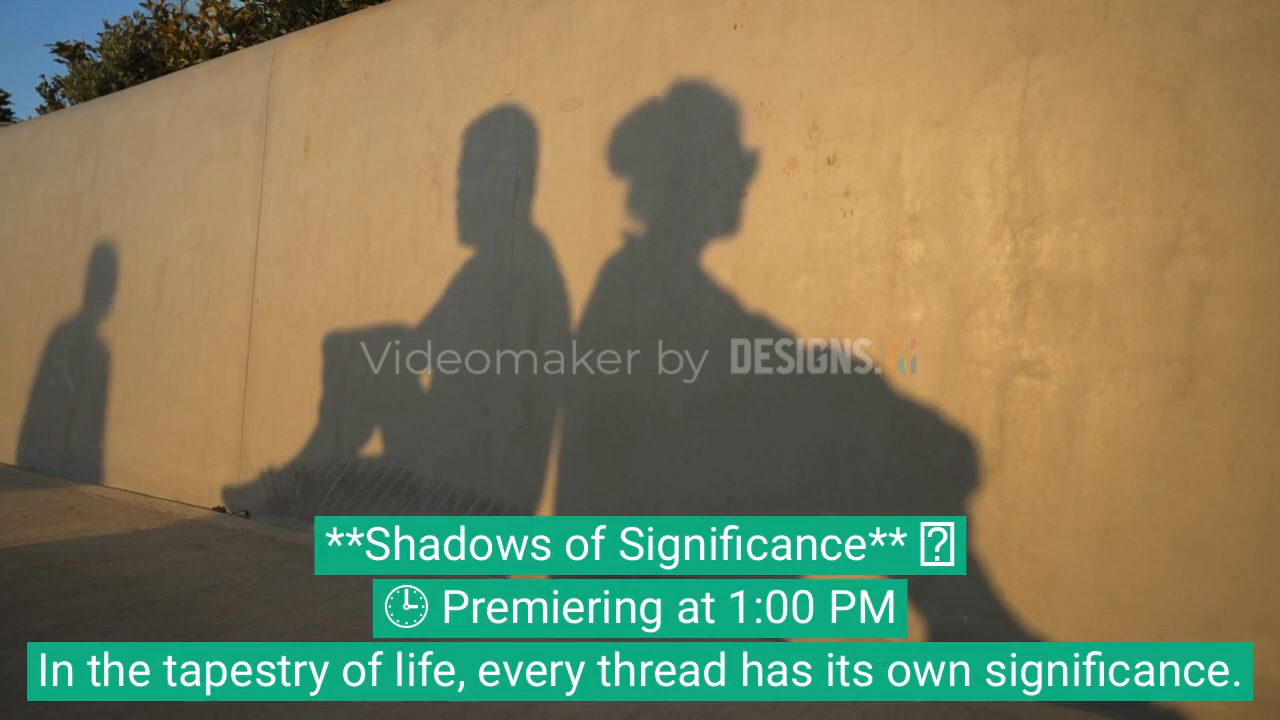 Videomaker by DESIGNS.AI
**Shadows of Significance** �
🕒 Premiering at 1:00 PM
In the tapestry of life, every thread has its own significance.